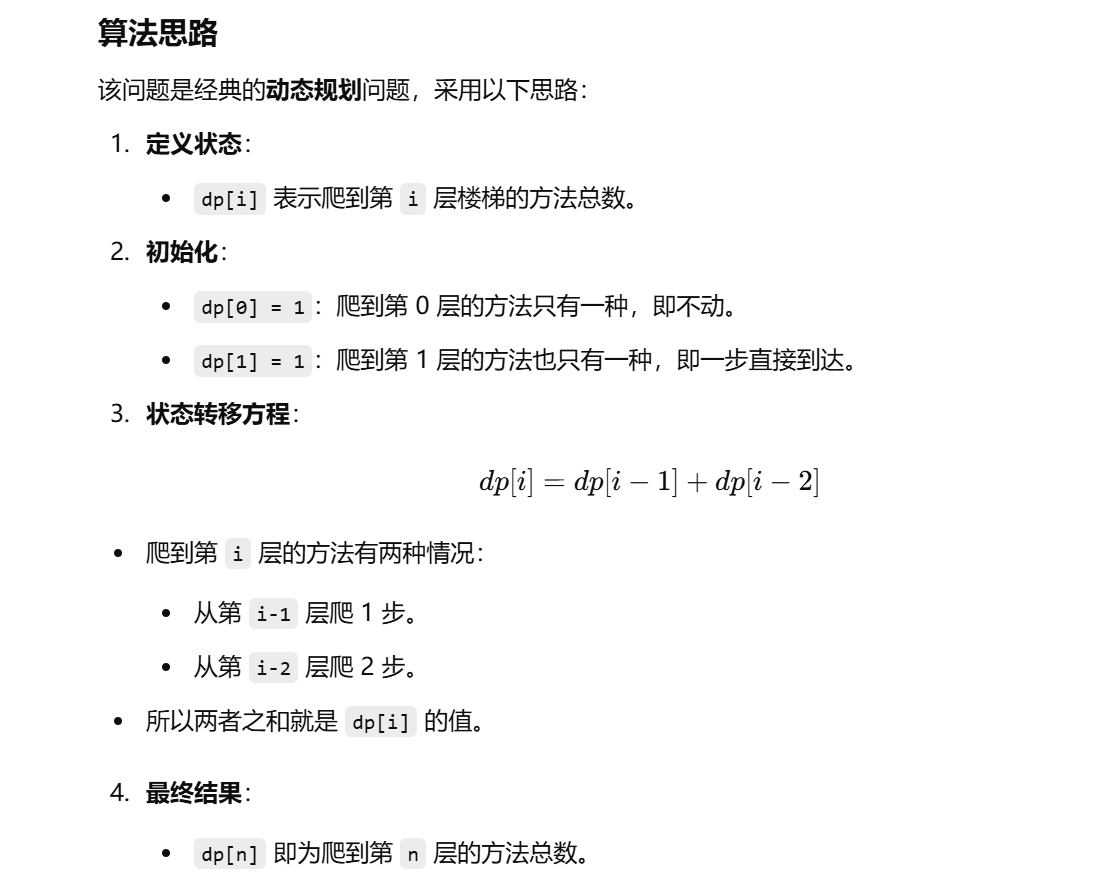 算法思路
该问题是经典的动态规划问题，采用以下思路：
1. 定义状态：
• dp[i] 表示爬到第 i 层楼梯的方法总数。
2. 初始化：
• dp[0] = 1：爬到第 0 层的方法只有一种，即不动。
• dp[1] = 1：爬到第 1 层的方法也只有一种，即一步直接到达。
3. 状态转移方程：
dp[i] = dp[i − 1] + dp[i − 2]
• 爬到第 i 层的方法有两种情况：
• 从第 i-1 层爬 1 步。
• 从第 i-2 层爬 2 步。
• 所以两者之和就是 dp[i] 的值。
4. 最终结果：
• dp[n] 即为爬到第 n 层的方法总数。